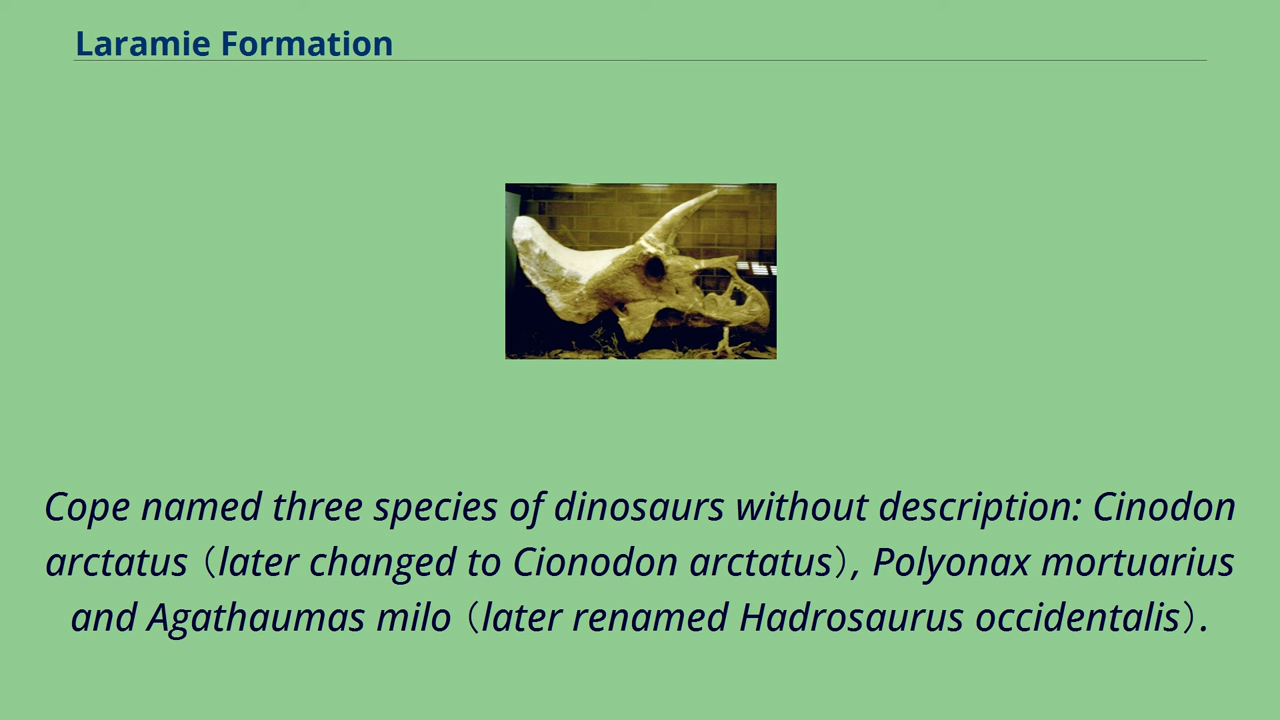 Laramie Formation
Cope named three species of dinosaurs without description: Cinodon
arctatus (later changed to Cionodon arctatus), Polyonax mortuarius
and Agathaumas milo (later renamed Hadrosaurus occidentalis).